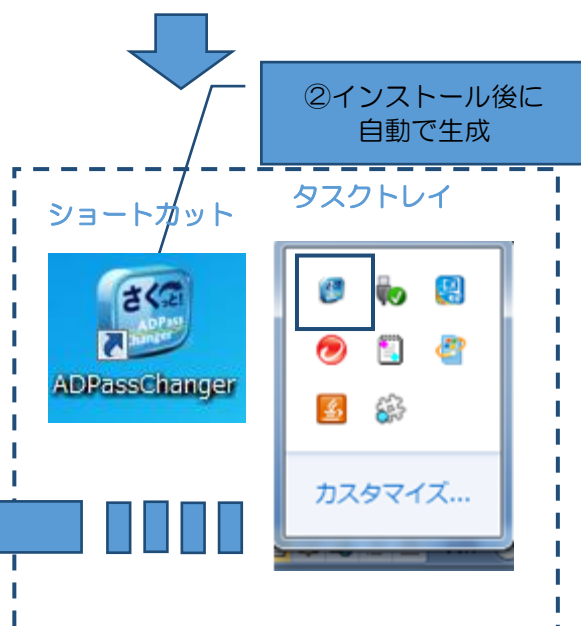 ②インストール後に
自動で生成
ショートカット
タスクトレイ
さくっと!
ADPass
Changer
ADPassChanger
カスタマイズ...